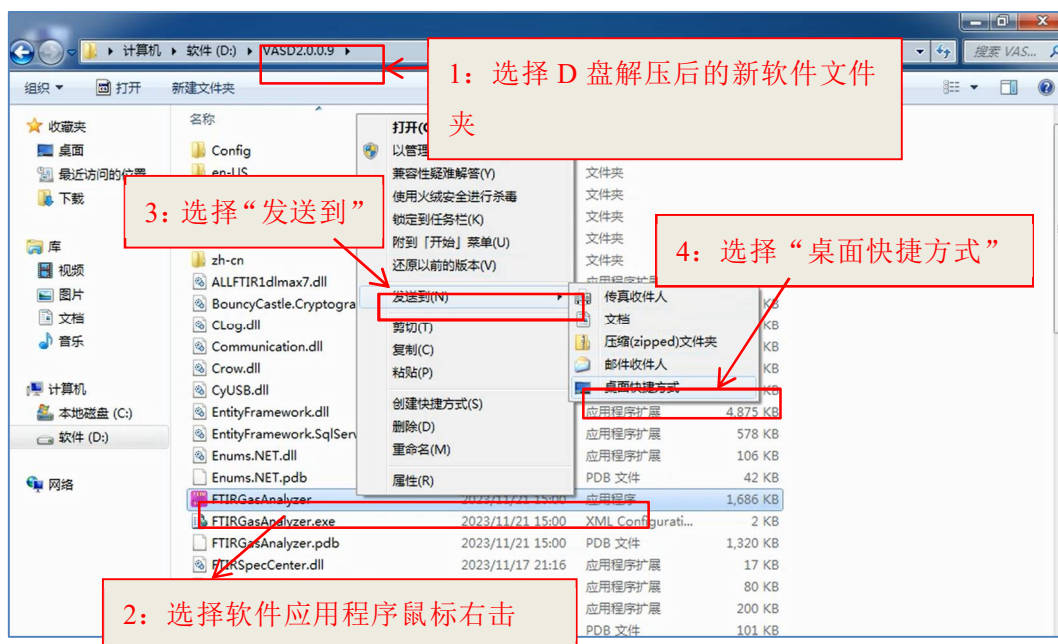 计算机 ▸ 软件 (D:) ▸ VASD2.0.0.9 ▸
搜索 VAS...
1：选择 D 盘解压后的新软件文件
夹
组织 打开 新建文件夹
收藏夹
桌面
最近访问的位置
下载
库
视频
图片
文档
音乐
计算机
本地磁盘 (C:)
软件 (D:)
网络
名称
Config
en-US
zh-cn
ALLFTIR1dlmax7.dll
BouncyCastle.Cryptogra
CLog.dll
Communication.dll
Crow.dll
CyUSB.dll
EntityFramework.dll 应用程序扩展 4,875 KB
EntityFramework.SqlServ 应用程序扩展 578 KB
Enums.NET.dll 应用程序扩展 106 KB
Enums.NET.pdb PDB 文件 42 KB
FTIRGasAnalyzer 2023/11/21 15:00 应用程序 1,686 KB
FTIRGasAnalyzer.exe 2023/11/21 15:00 XML Configurati... 2 KB
FTIRGasAnalyzer.pdb 2023/11/21 15:00 PDB 文件 1,320 KB
FTIRSpecCenter.dll 2023/11/17 21:16 应用程序扩展 17 KB
应用程序扩展 80 KB
应用程序扩展 200 KB
PDB 文件 101 KB
文件夹
文件夹
文件夹
文件夹
文件夹
应用程序扩展
KB
KB
KB
KB
打开(O
以管理
兼容性疑难解答(Y)
使用火绒安全进行杀毒
锁定到任务栏(K)
附到「开始」菜单(U)
还原以前的版本(V)
发送到(N)
剪切(T)
复制(C)
粘贴(P)
创建快捷方式(S)
删除(D)
重命名(M)
属性(R)
传真收件人
文档
压缩(zipped)文件夹
邮件收件人
桌面快捷方式
3：选择“发送到”
4：选择“桌面快捷方式”
2：选择软件应用程序鼠标右击